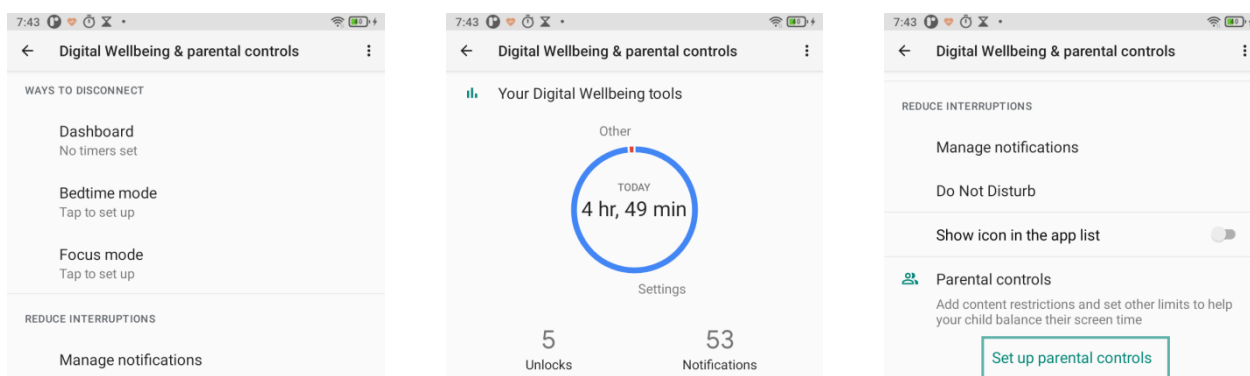 7:43
Digital Wellbeing & parental controls
WAYS TO DISCONNECT
Dashboard
No timers set
Bedtime mode
Tap to set up
Focus mode
Tap to set up
REDUCE INTERRUPTIONS
Manage notifications
7:43
Digital Wellbeing & parental controls
Your Digital Wellbeing tools
Other
TODAY
4 hr, 49 min
Settings
5
53
Unlocks
Notifications
7:43
Digital Wellbeing & parental controls
REDUCE INTERRUPTIONS
Manage notifications
Do Not Disturb
Show icon in the app list
Parental controls
Add content restrictions and set other limits to help
your child balance their screen time
Set up parental controls